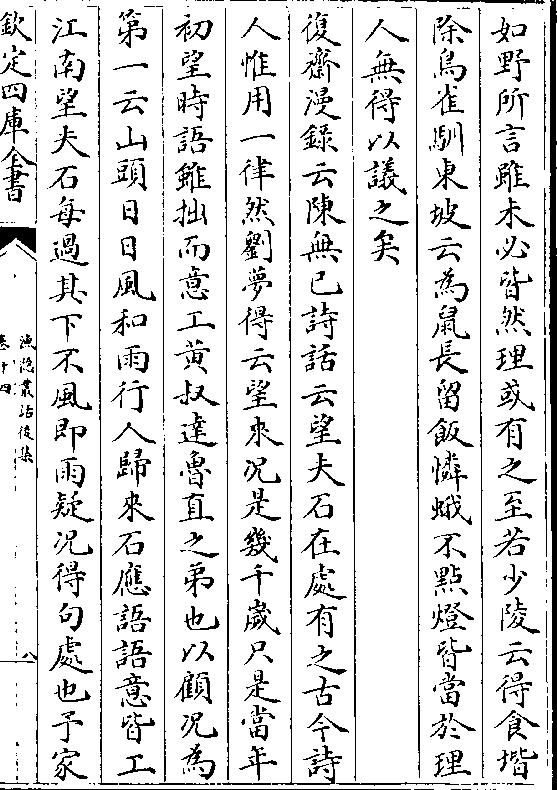 如野所言雖未必皆然理或有之至若少陵云得食堦
除鳥雀馴東坡云為鼠長留飯憐蛾不點燈皆當於理
人無得以議之矣
復齋漫錄云陳無已詩話云望夫石在處有之古今詩
人惟用一律然劉夢得云望來况是幾千歲只是當年
初望時語雖拙而意工黄叔達魯直之弟也以顧况為
第一云山頭日日風和雨行人歸來石應語語意皆工
江南望夫石每過其下不風即雨疑况得句處也予家
欽定四庫全書
漁隱叢話後集
卷十四
八